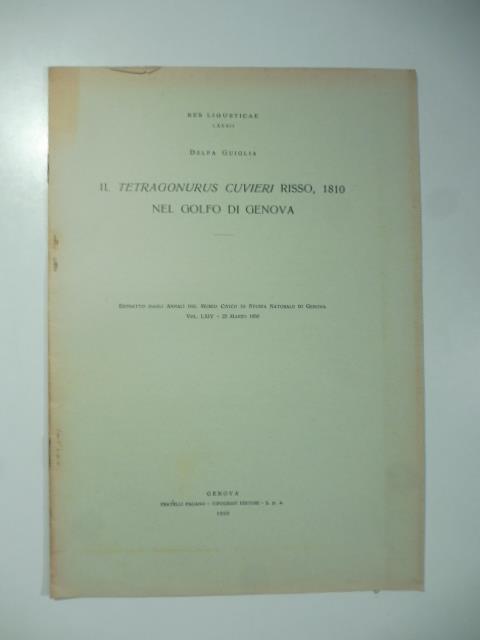 RES LIGUSTICAE
LXXXII
DELFA GUIGLIA
IL TETRAGONURUS CUVIERI RISSO, 1810
NEL GOLFO DI GENOVA
ESTRATTO DAGLI ANNALI DEL MUSEO CIVICO DI STORIA NATURALE DI GENOVA
VOL. LXIV - 25 MARZO 1950
GENOVA
FRATELLI PAGANO - TIPOGRAFI EDITORI - S. P. A.
1950